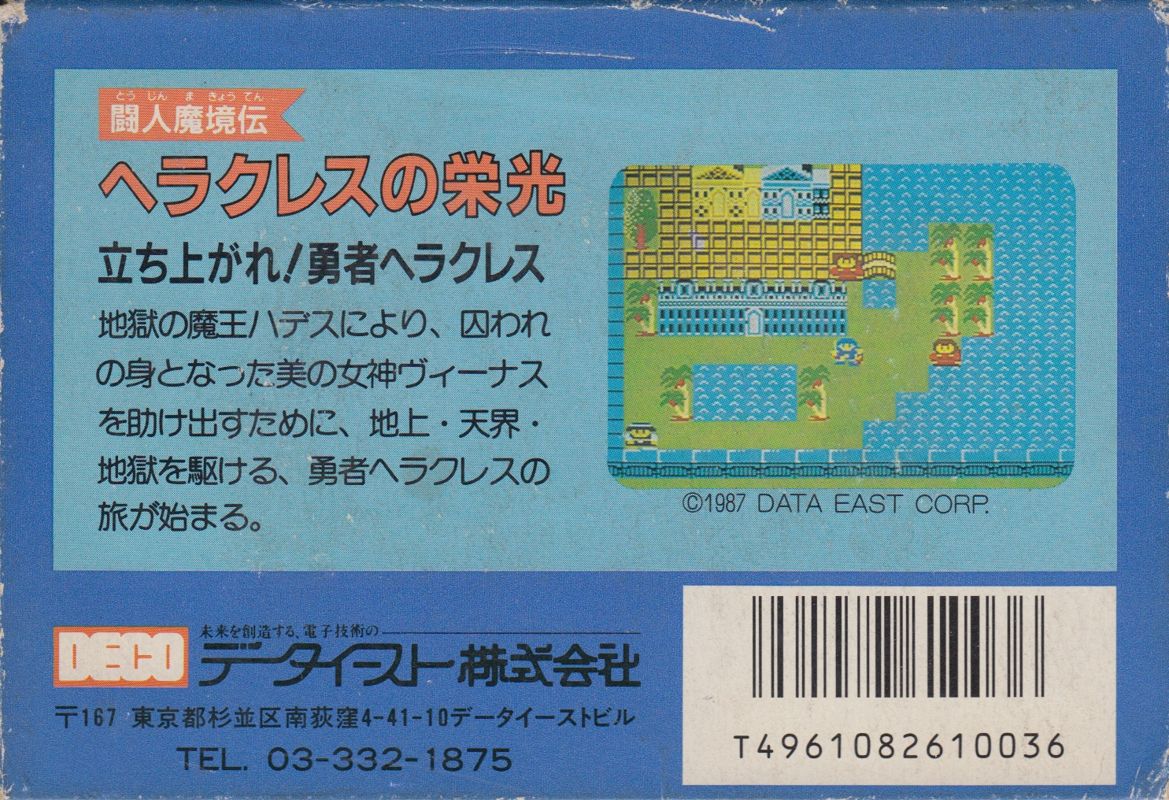 とう じん ま きょう てん
闘人魔境伝
ヘラクレスの栄光
立ち上がれ!勇者ヘラクレス
地獄の魔王ハデスにより、囚われ
の身となった美の女神ヴィーナス
を助け出すために、地上・天界・
地獄を駆ける、勇者ヘラクレスの
旅が始まる。
©1987 DATA EAST CORP.
DECO
未来を創造する、電子技術の
データイースト株式会社
〒167 東京都杉並区南荻窪4-41-10データイーストビル
TEL. 03-332-1875
T4961082610036